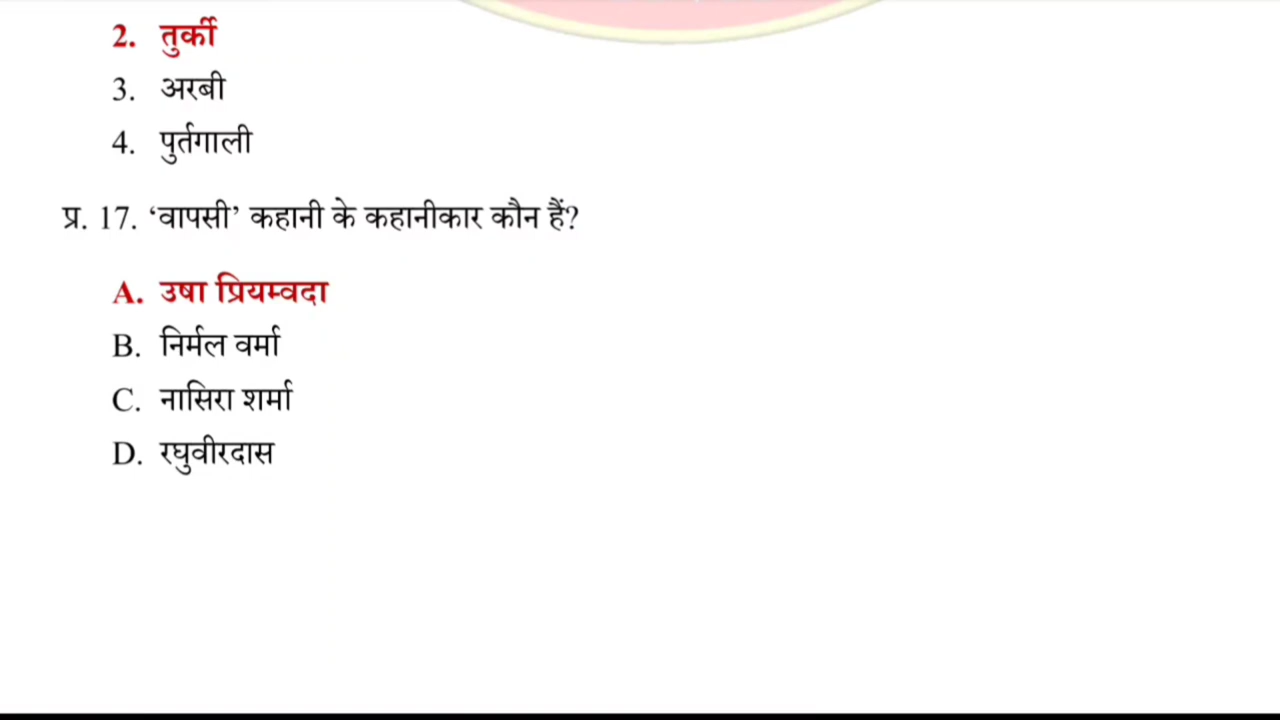 2. तुर्की
3. अरबी
4. पुर्तगाली
प्र. 17. ‘वापसी’ कहानी के कहानीकार कौन हैं?
A. उषा प्रियम्वदा
B. निर्मल वर्मा
C. नासिरा शर्मा
D. रघुवीरदास